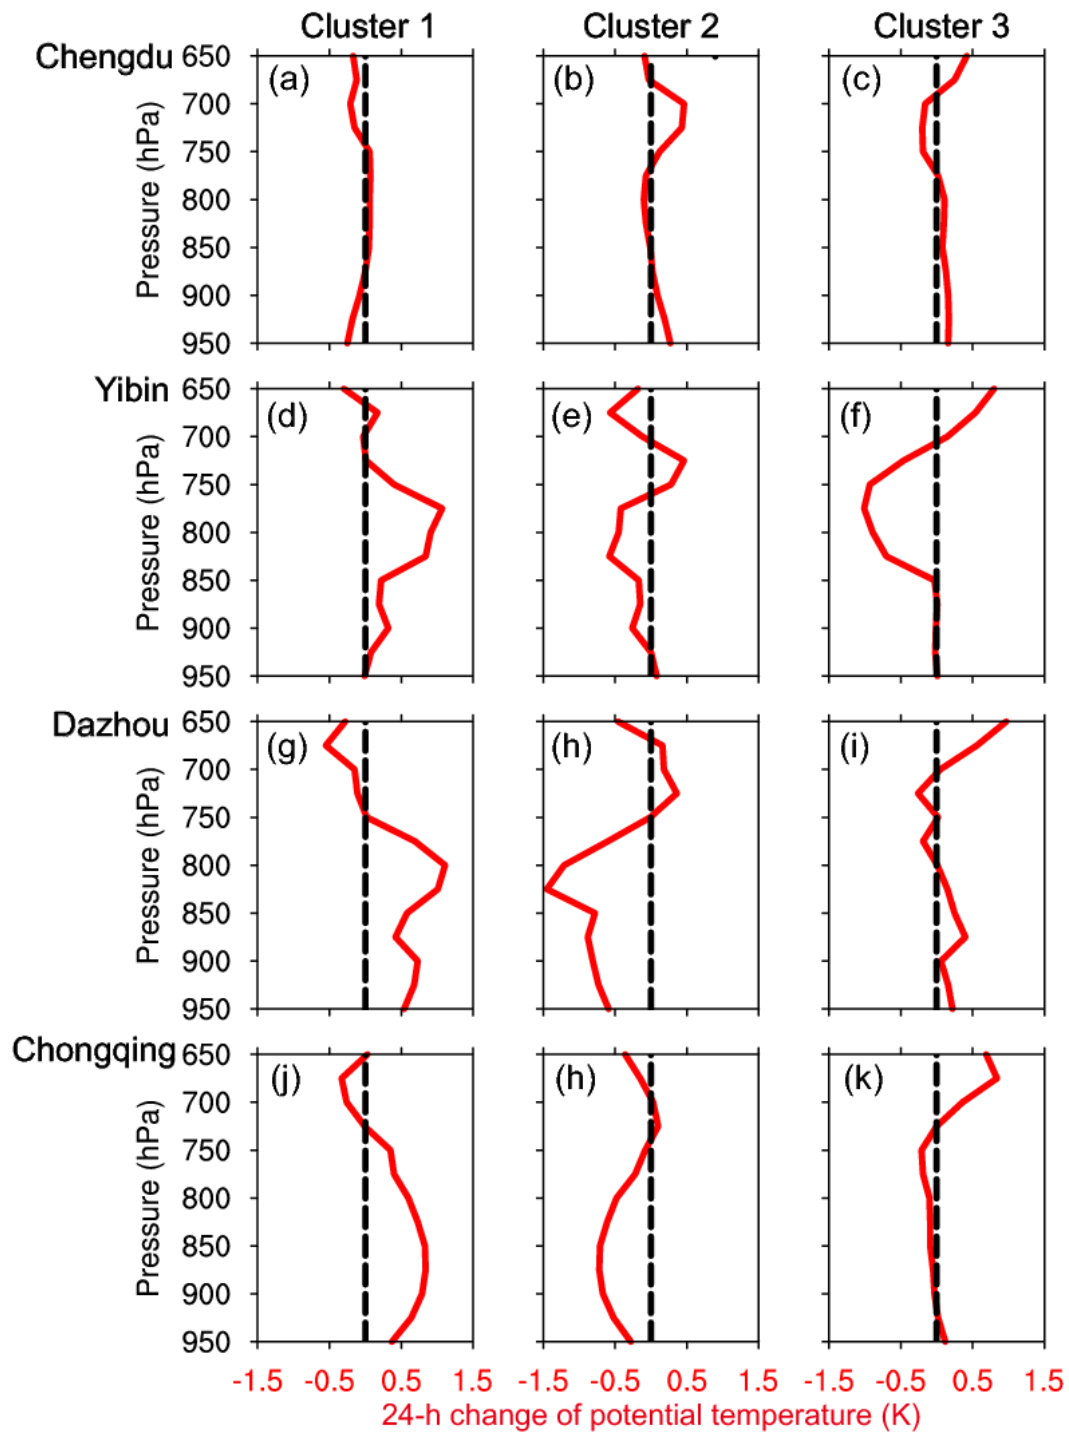 Cluster 1 Cluster 2 Cluster 3
Chengdu
(a) (b) (c)
Pressure (hPa)
650
700
750
800
850
900
950
Yibin
(d) (e) (f)
Pressure (hPa)
650
700
750
800
850
900
950
Dazhou
(g) (h) (i)
Pressure (hPa)
650
700
750
800
850
900
950
Chongqing
(j) (h) (k)
Pressure (hPa)
650
700
750
800
850
900
950
-1.5 -0.5 0.5 1.5 -1.5 -0.5 0.5 1.5 -1.5 -0.5 0.5 1.5
24-h change of potential temperature (K)